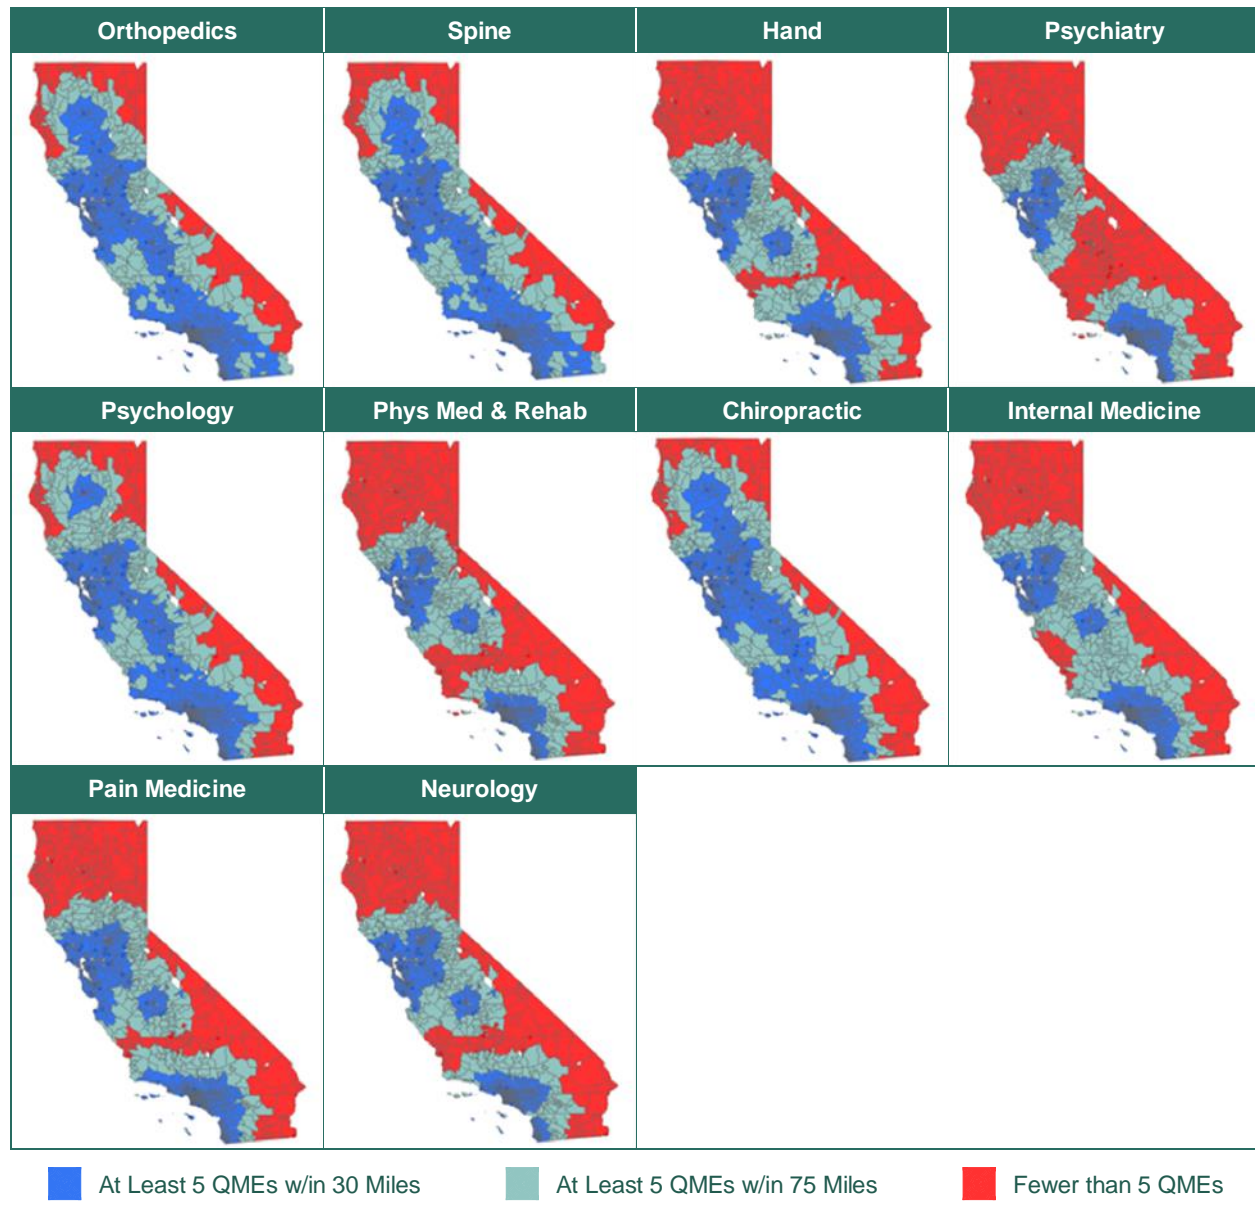 Orthopedics
Spine
Hand
Psychiatry
Psychology
Phys Med & Rehab
Chiropractic
Internal Medicine
Pain Medicine
Neurology
At Least 5 QMEs w/in 30 Miles
At Least 5 QMEs w/in 75 Miles
Fewer than 5 QMEs